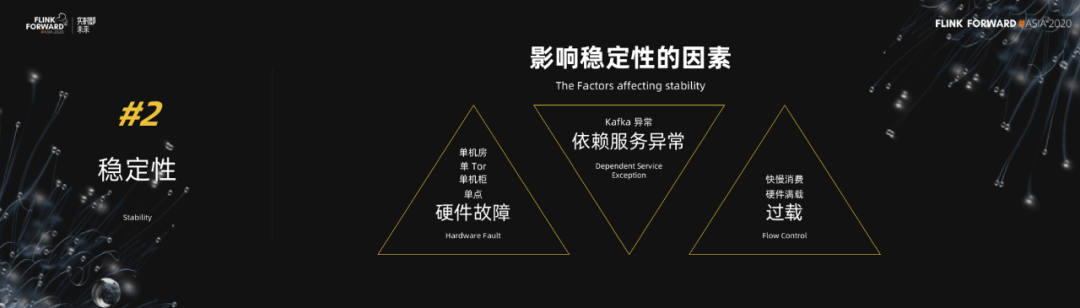 FLINK
FORWARD
#ASIA 2020
实时即
未来
FLINK FORWARD #ASIA 2020
#2
稳定性
Stability
影响稳定性的因素
The Factors affecting stability
单机房
单 Tor
单机柜
单点
硬件故障
Hardware Fault
Kafka 异常
依赖服务异常
Dependent Service
Exception
快慢消费
硬件满载
过载
Flow Control